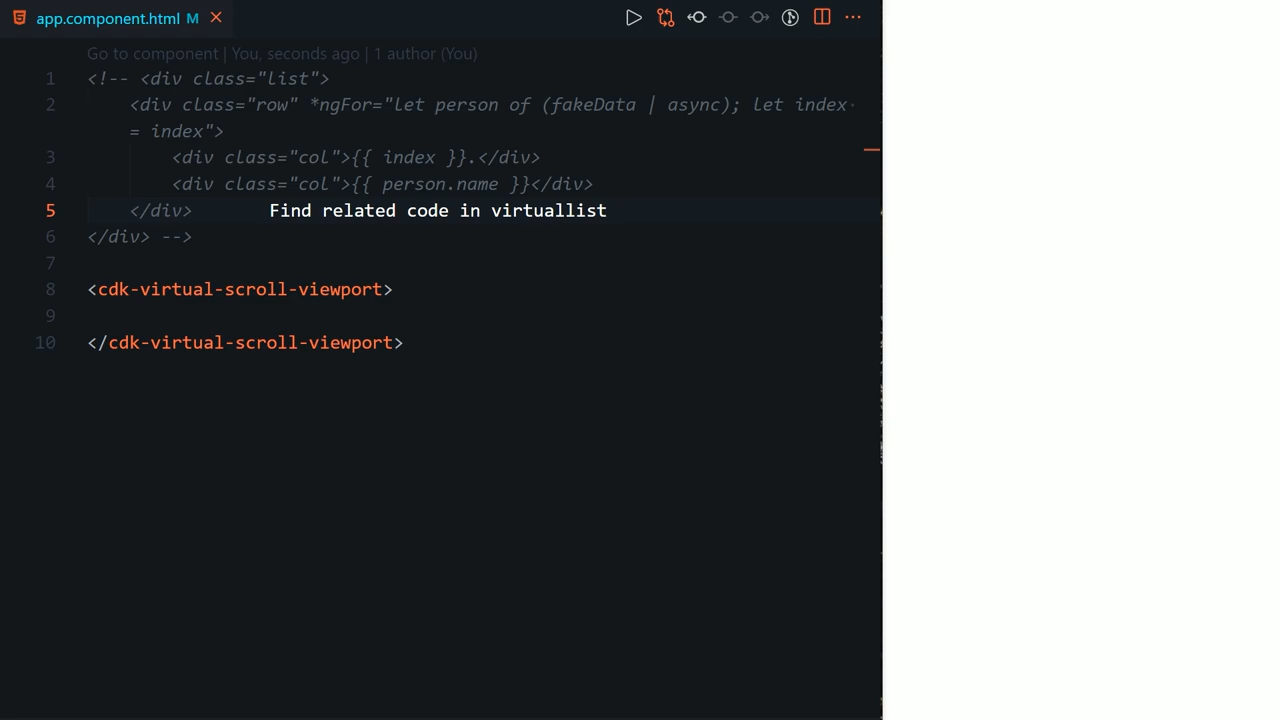 app.component.html M
Go to component | You, seconds ago | 1 author (You)
1 <!-- <div class="list">
2 <div class="row" *ngFor="let person of (fakeData | async); let index
= index">
3 <div class="col">{{ index }}.</div>
4 <div class="col">{{ person.name }}</div>
5 </div> Find related code in virtuallist
6 </div> -->
7
8 <cdk-virtual-scroll-viewport>
9
10 </cdk-virtual-scroll-viewport>